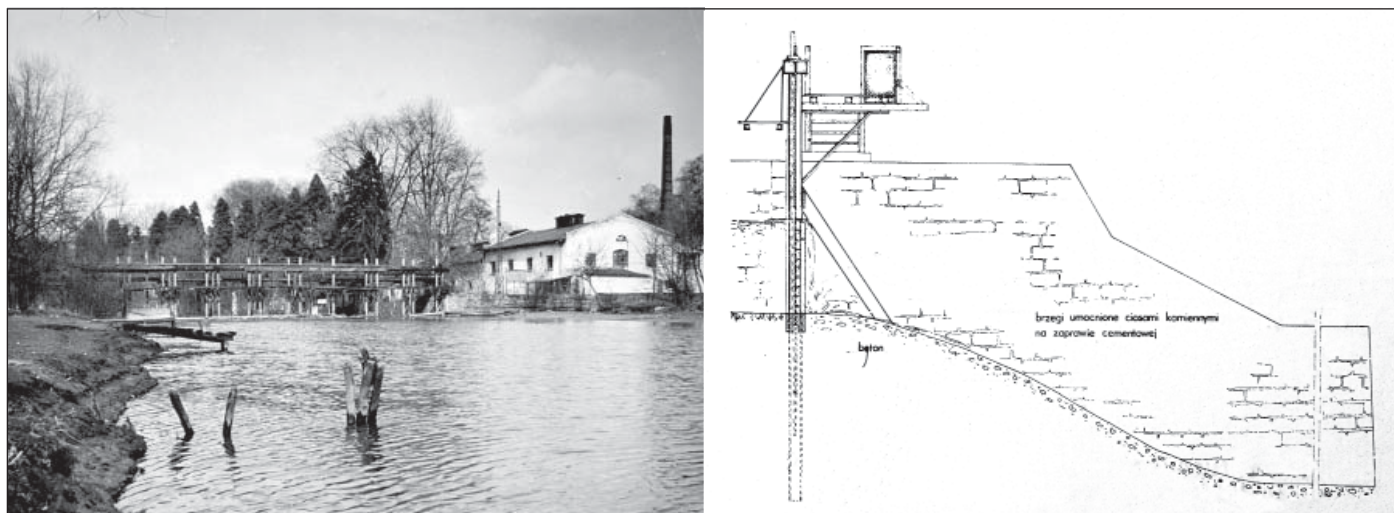 brzegi umocnione ciosami kamiennymi
na zaprawie cementowej
beton